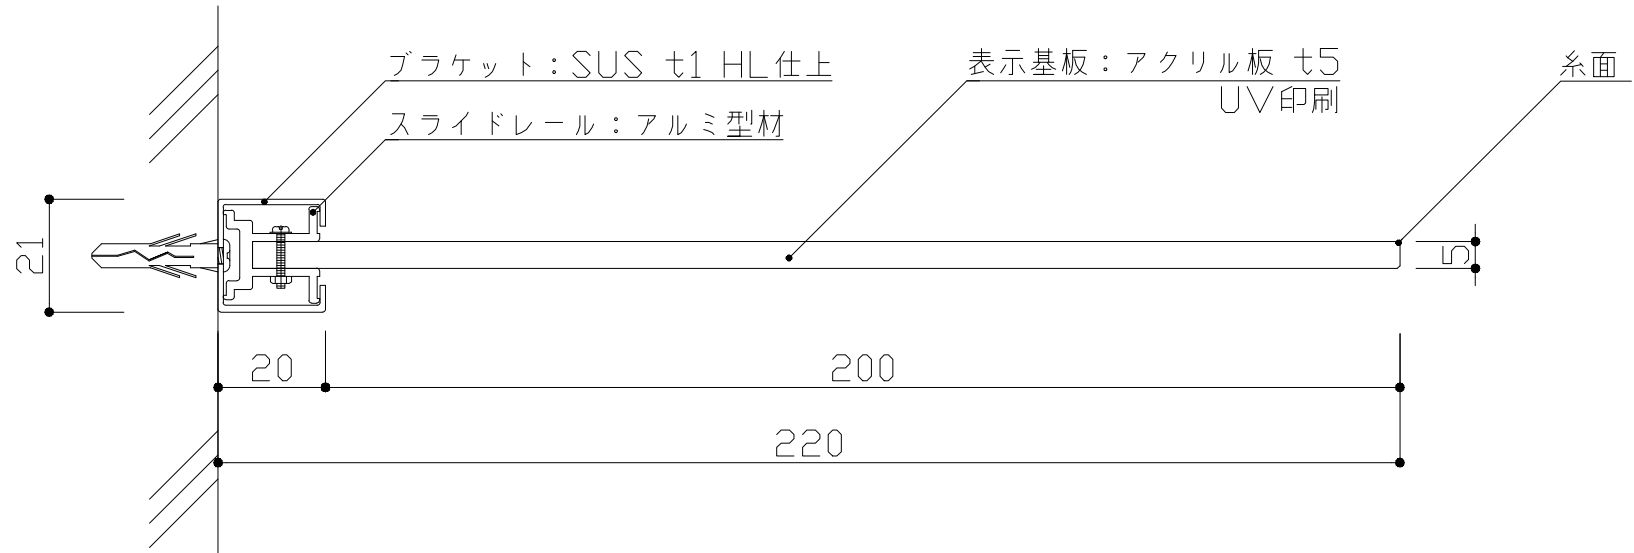 ブラケット：SUS t1 HL仕上
スライドレール：アルミ型材
表示基板：アクリル板 t5
UV印刷
糸面
21
5
20
200
220